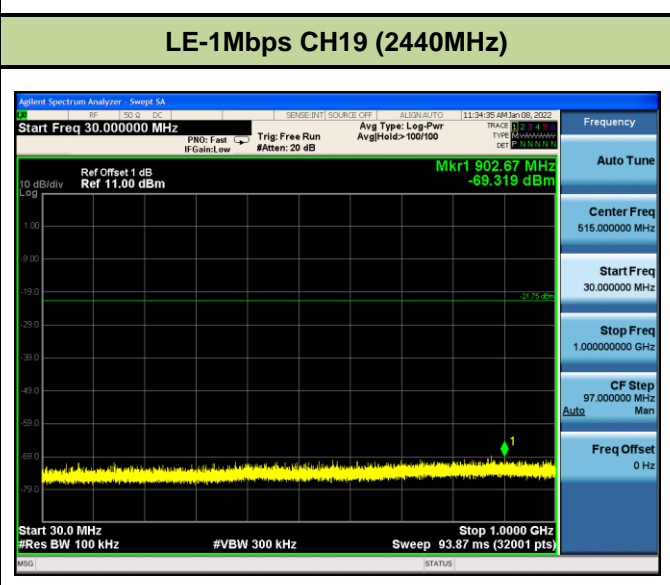 LE-1Mbps CH19 (2440MHz)
Agilent Spectrum Analyzer - Swept SA
RF 50 Ω DC SENSE:INT SOURCE OFF ALIGN AUTO 11:34:35 AM Jan 08, 2022
Start Freq 30.000000 MHz
PNO: Fast
IFGain:Low
Trig: Free Run
#Atten: 20 dB
Avg Type: Log-Pwr
Avg|Hold:>100/100
TRACE 1 2 3 4 5 6
TYPE M
DET P N N N N N
Ref Offset 1 dB
10 dB/div Ref 11.00 dBm
Log
Mkr1 902.67 MHz
-69.319 dBm
1.00
-9.00
-19.0
-21.75 dBm
-29.0
-39.0
-49.0
-59.0
-69.0
-79.0
1
Start 30.0 MHz Stop 1.0000 GHz
#Res BW 100 kHz #VBW 300 kHz Sweep 93.87 ms (32001 pts)
MSG STATUS
Frequency
Auto Tune
Center Freq
515.000000 MHz
Start Freq
30.000000 MHz
Stop Freq
1.000000000 GHz
CF Step
97.000000 MHz
Auto Man
Freq Offset
0 Hz